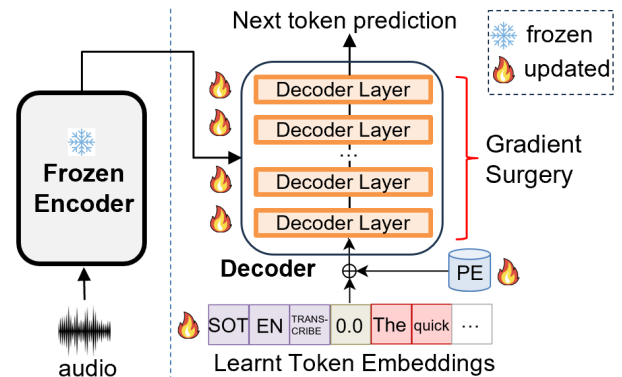 Next token prediction
frozen
updated
Frozen
Encoder
audio
Decoder Layer
Decoder Layer
...
Decoder Layer
Decoder Layer
Gradient
Surgery
Decoder
PE
SOT EN TRANS-
CRIBE 0.0 The quick ...
Learnt Token Embeddings